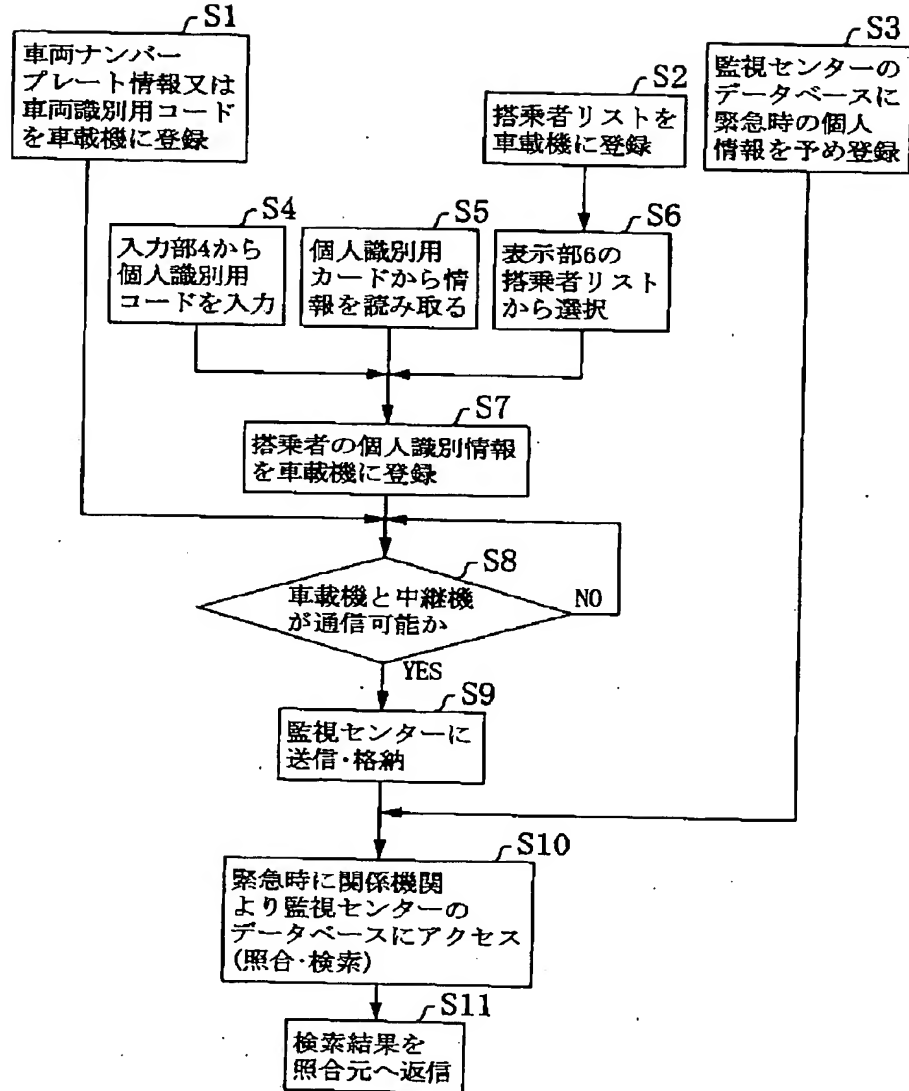 S1
車両ナンバー
プレート情報又は
車両識別用コード
を車載機に登録
S2
搭乗者リストを
車載機に登録
S3
監視センターの
データベースに
緊急時の個人
情報を予め登録
S4
入力部4から
個人識別用
コードを入力
S5
個人識別用
カードから情
報を読み取る
S6
表示部6の
搭乗者リスト
から選択
S7
搭乗者の個人識別情報
を車載機に登録
S8
車載機と中継機
が通信可能か
NO
YES
S9
監視センターに
送信・格納
S10
緊急時に関係機関
より監視センターの
データベースにアクセス
(照合・検索)
S11
検索結果を
照合元へ返信